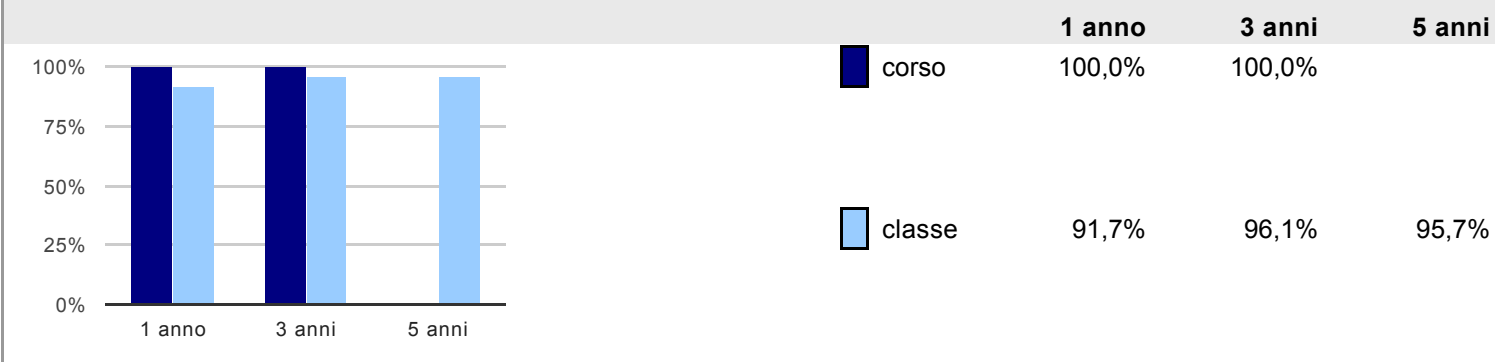 1 anno 3 anni 5 anni
100%
75%
50%
25%
0%
1 anno 3 anni 5 anni
corso 100,0% 100,0%
classe 91,7% 96,1% 95,7%